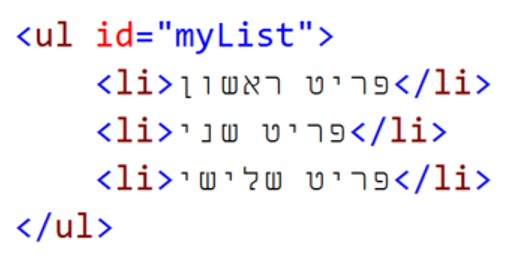 <ul id="myList">
    <li>פריט ראשון</li>
    <li>פריט שני</li>
    <li>פריט שלישי</li>
</ul>